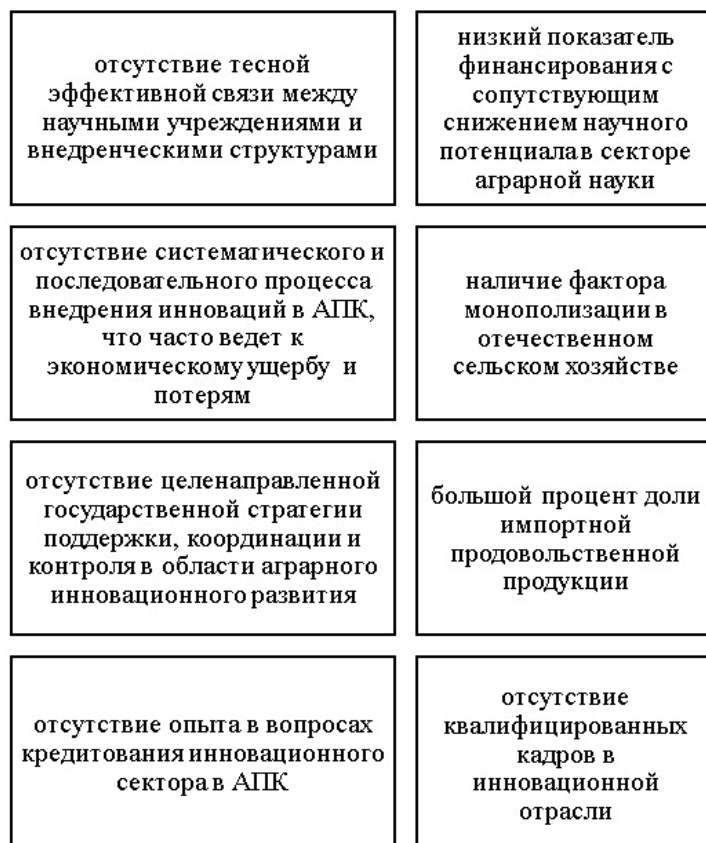 отсутствие тесной
эффективной связи между
научными учреждениями и
внедренческими структурами
низкий показатель
финансирования с
сопутствующим
снижением научного
потенциала в секторе
аграрной науки
отсутствие систематического и
последовательного процесса
внедрения инноваций в АПК,
что часто ведет к
экономическому ущербу и
потерям
наличие фактора
монополизации в
отечественном
сельском хозяйстве
отсутствие целенаправленной
государственной стратегии
поддержки, координации и
контроля в области аграрного
инновационного развития
большой процент доли
импортной
продовольственной
продукции
отсутствие опыта в вопросах
кредитования инновационного
сектора в АПК
отсутствие
квалифицированных
кадров в
инновационной
отрасли